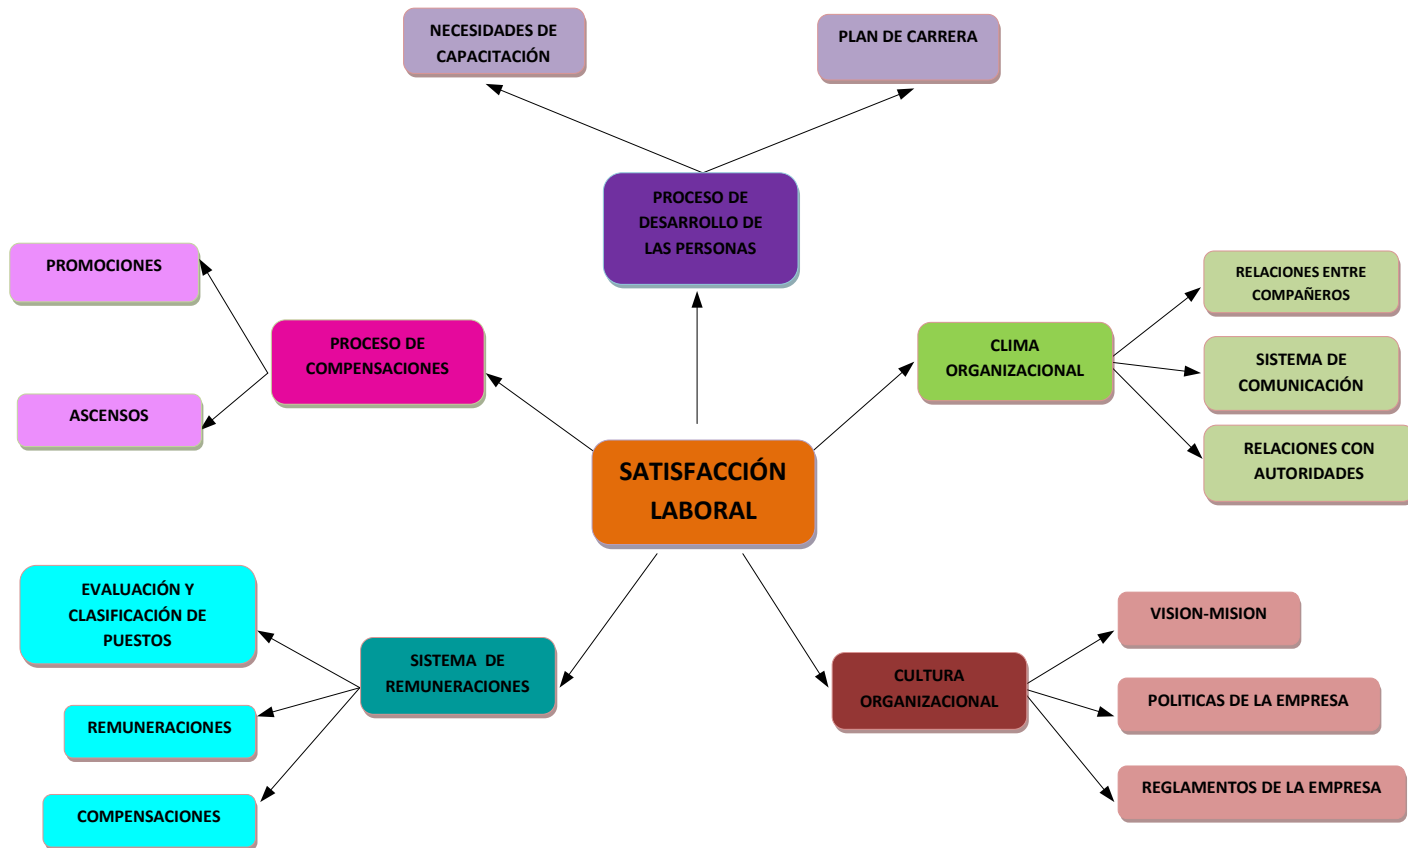 NECESIDADES DE
CAPACITACIÓN
PLAN DE CARRERA
PROCESO DE
DESARROLLO DE
LAS PERSONAS
PROMOCIONES
ASCENSOS
PROCESO DE
COMPENSACIONES
CLIMA
ORGANIZACIONAL
RELACIONES ENTRE
COMPAÑEROS
SISTEMA DE
COMUNICACIÓN
RELACIONES CON
AUTORIDADES
SATISFACCIÓN
LABORAL
EVALUACIÓN Y
CLASIFICACIÓN DE
PUESTOS
REMUNERACIONES
COMPENSACIONES
SISTEMA  DE
REMUNERACIONES
CULTURA
ORGANIZACIONAL
VISION-MISION
POLITICAS DE LA EMPRESA
REGLAMENTOS DE LA EMPRESA